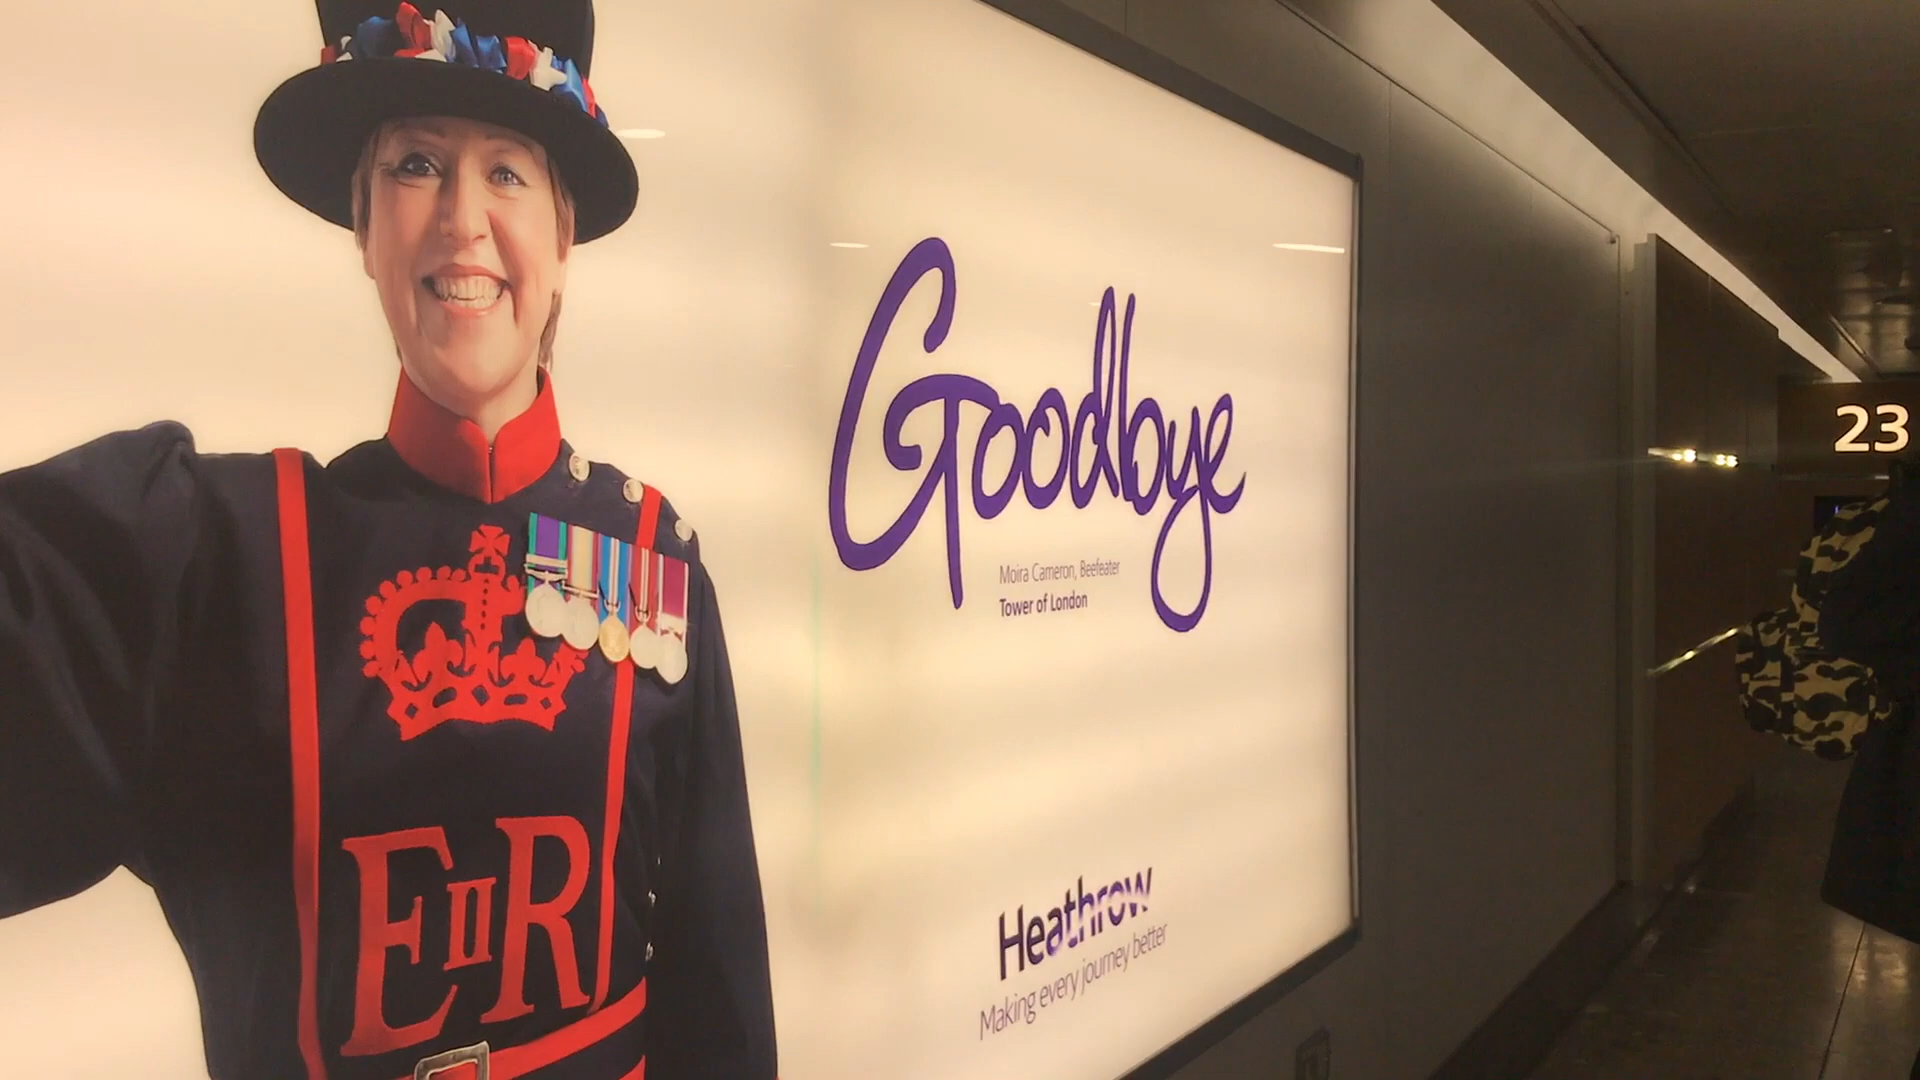 Goodbye
Moira Cameron, Beefeater
Tower of London
Heathrow
Making every journey better
EIIR
23